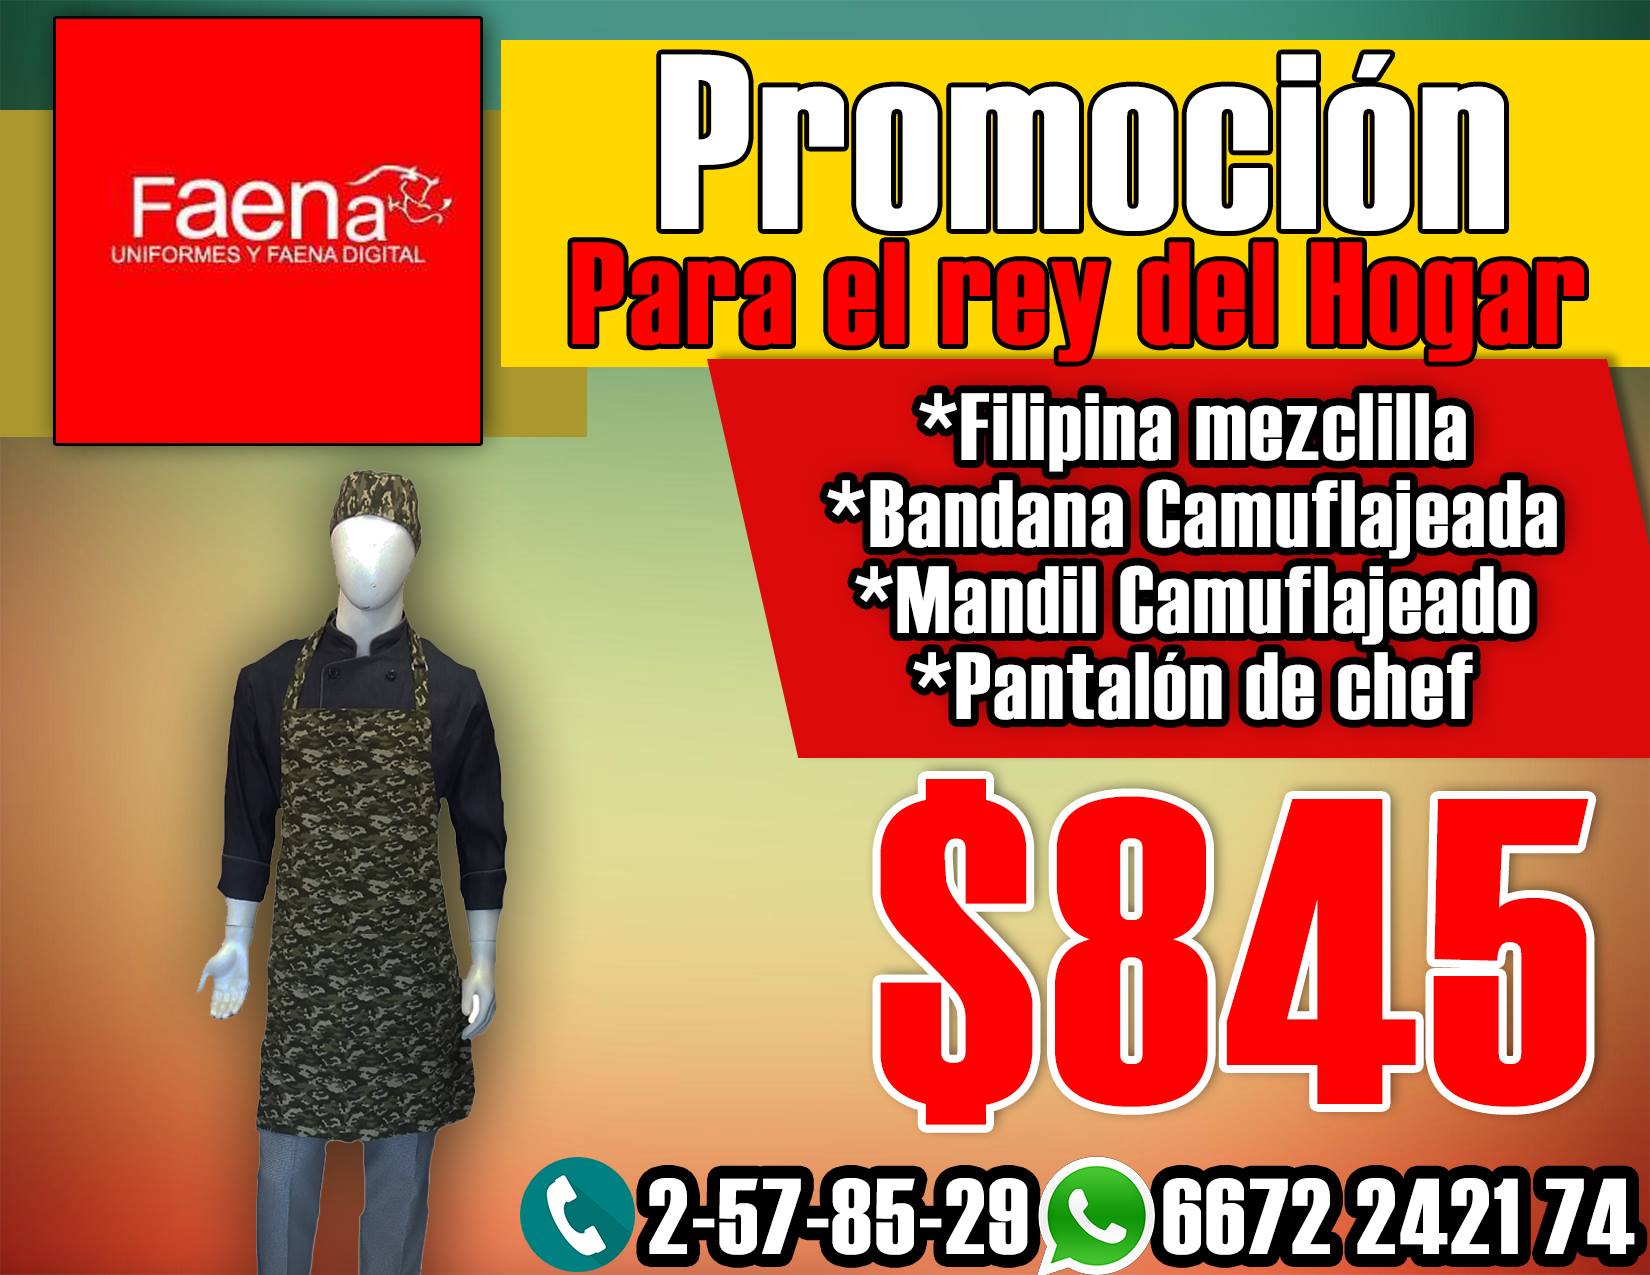 Faena
UNIFORMES Y FAENA DIGITAL
Promoción
Para el rey del Hogar
*Filipina mezclilla
*Bandana Camuflajeada
*Mandil Camuflajeado
*Pantalón de chef
$845
2-57-85-29 6672 2421 74